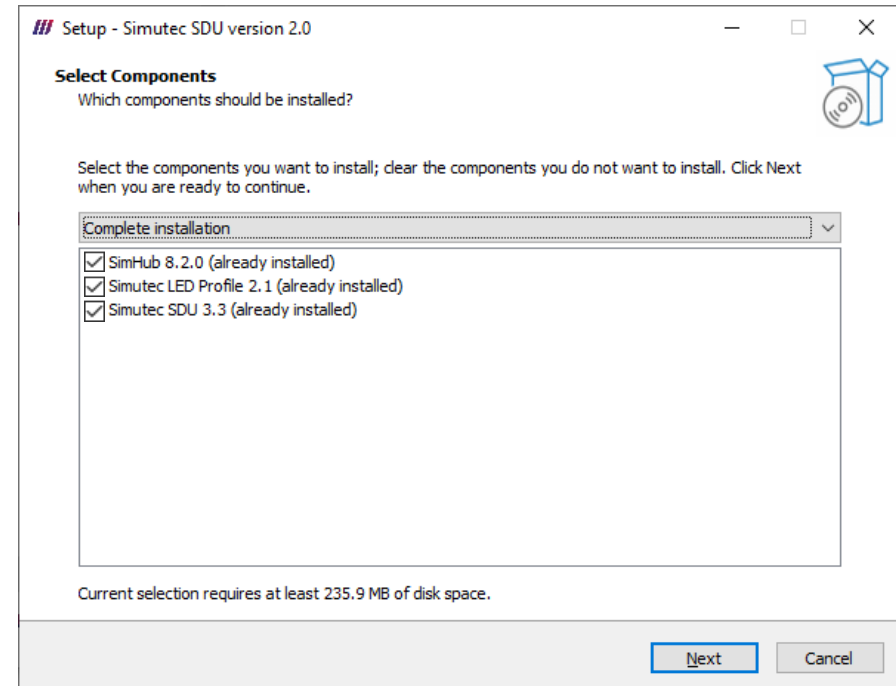 Setup - Simutec SDU version 2.0
Select Components
Which components should be installed?
Select the components you want to install; clear the components you do not want to install. Click Next
when you are ready to continue.
Complete installation
SimHub 8.2.0 (already installed)
Simutec LED Profile 2.1 (already installed)
Simutec SDU 3.3 (already installed)
Current selection requires at least 235.9 MB of disk space.
Next
Cancel